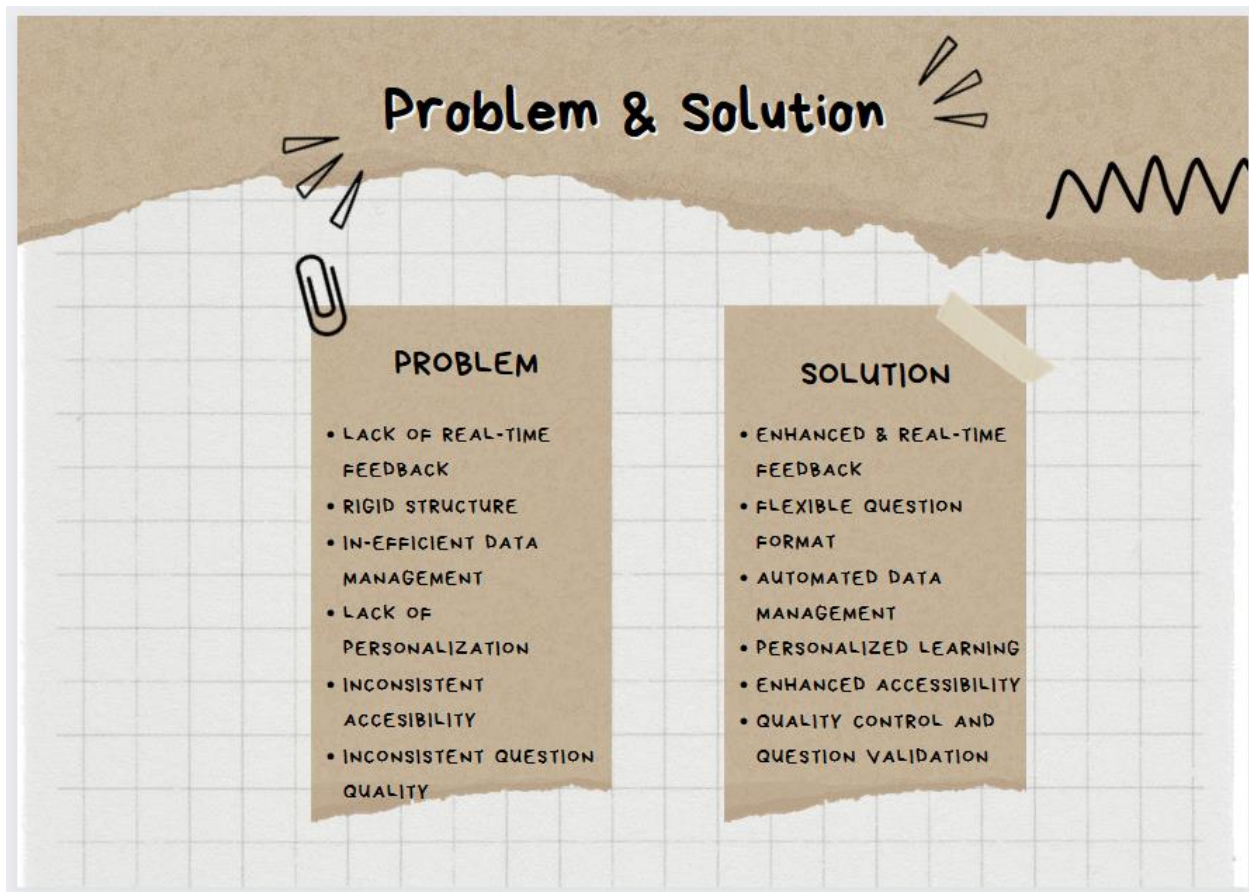 Problem & Solution
PROBLEM
• LACK OF REAL-TIME
FEEDBACK
• RIGID STRUCTURE
• IN-EFFICIENT DATA
MANAGEMENT
• LACK OF
PERSONALIZATION
• INCONSISTENT
ACCESIBILITY
• INCONSISTENT QUESTION
QUALITY
SOLUTION
• ENHANCED & REAL-TIME
FEEDBACK
• FLEXIBLE QUESTION
FORMAT
• AUTOMATED DATA
MANAGEMENT
• PERSONALIZED LEARNING
• ENHANCED ACCESSIBILITY
• QUALITY CONTROL AND
QUESTION VALIDATION